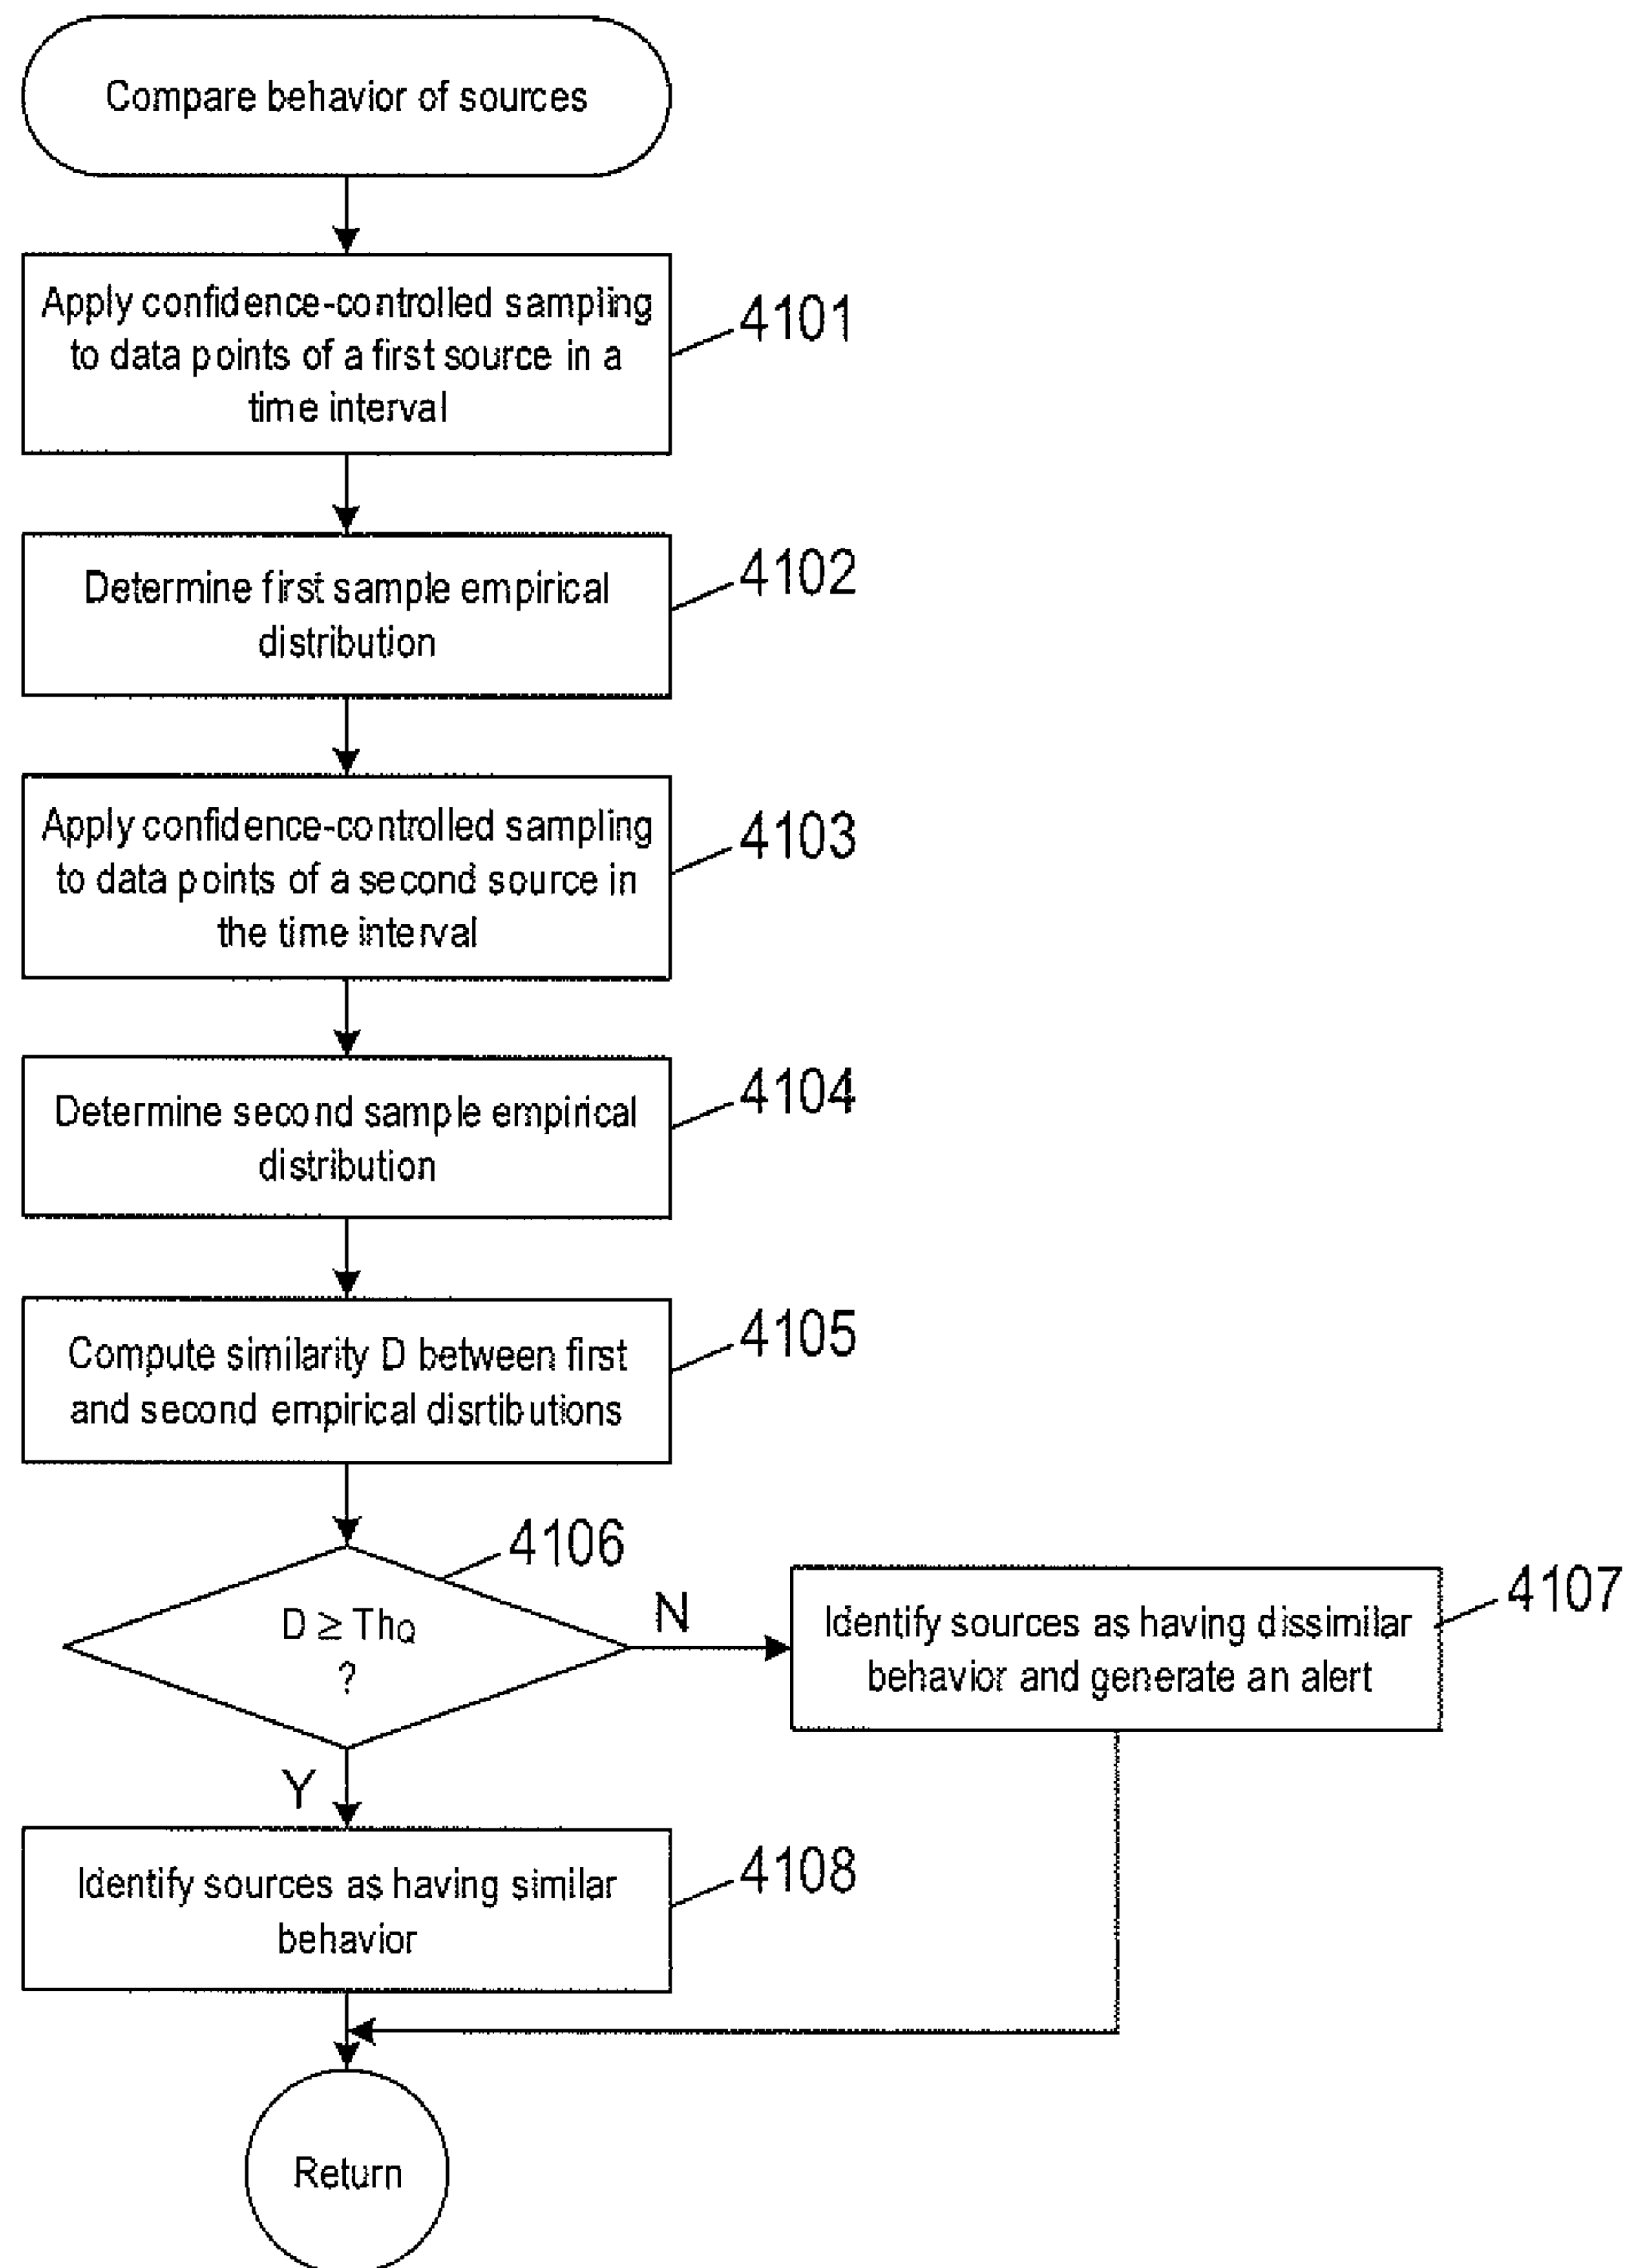 Compare behavior of sources
Apply confidence-controlled sampling
to data points of a first source in a
time interval
4101
Determine first sample empirical
distribution
4102
Apply confidence-controlled sampling
to data points of a second source in
the time interval
4103
Determine second sample empirical
distribution
4104
Compute similarity D between first
and second empirical disrtibutions
4105
4106
D ≥ ThQ
?
N
Identify sources as having dissimilar
behavior and generate an alert
4107
Y
Identify sources as having similar
behavior
4108
Return